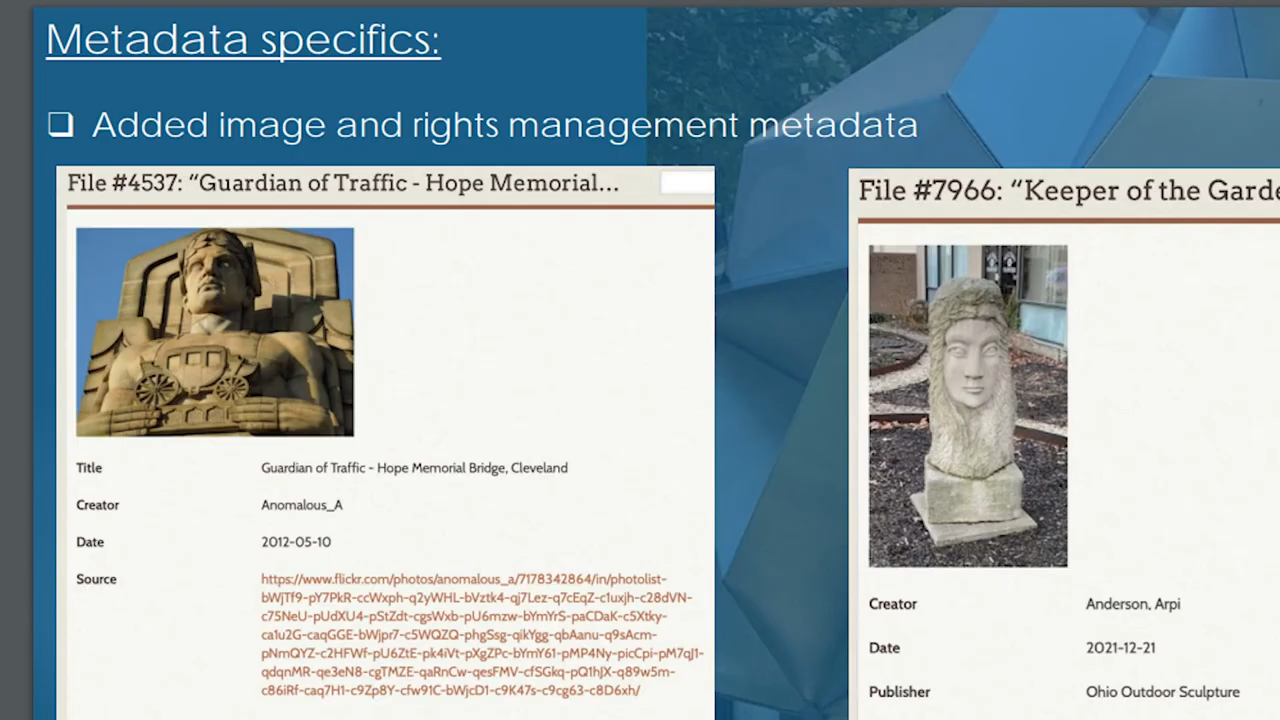 Metadata specifics:
❑ Added image and rights management metadata
File #4537: “Guardian of Traffic - Hope Memorial...
Title Guardian of Traffic - Hope Memorial Bridge, Cleveland
Creator Anomalous_A
Date 2012-05-10
Source https://www.flickr.com/photos/anomalous_a/7178342864/in/photolist-
bWjTf9-pY7PkR-ccWxph-q2yWHL-bVztk4-qj7Lez-q7cEqZ-c1uxjh-c28dVN-
c75NeU-pUdXU4-pStZdt-cgsWxb-pU6mzw-bYmYrS-paCDaK-c5Xtky-
ca1u2G-caqGGE-bWjpr7-c5WQZQ-phgSsg-qikYgg-qbAanu-q9sAcm-
pNmQYZ-c2HFWf-pU6ZtE-pk4iVt-pXgZPc-bYmY61-pMP4Ny-picCpi-pM7qJ1-
qdqnMR-qe3eN8-cgTMZE-qaRnCw-qesFMV-cfSGkq-pQ1hJX-q89w5m-
c86iRf-caq7H1-c9Zp8Y-cfw91C-bWjcD1-c9K47s-c9cg63-c8D6xh/
File #7966: “Keeper of the Garde
Creator Anderson, Arpi
Date 2021-12-21
Publisher Ohio Outdoor Sculpture